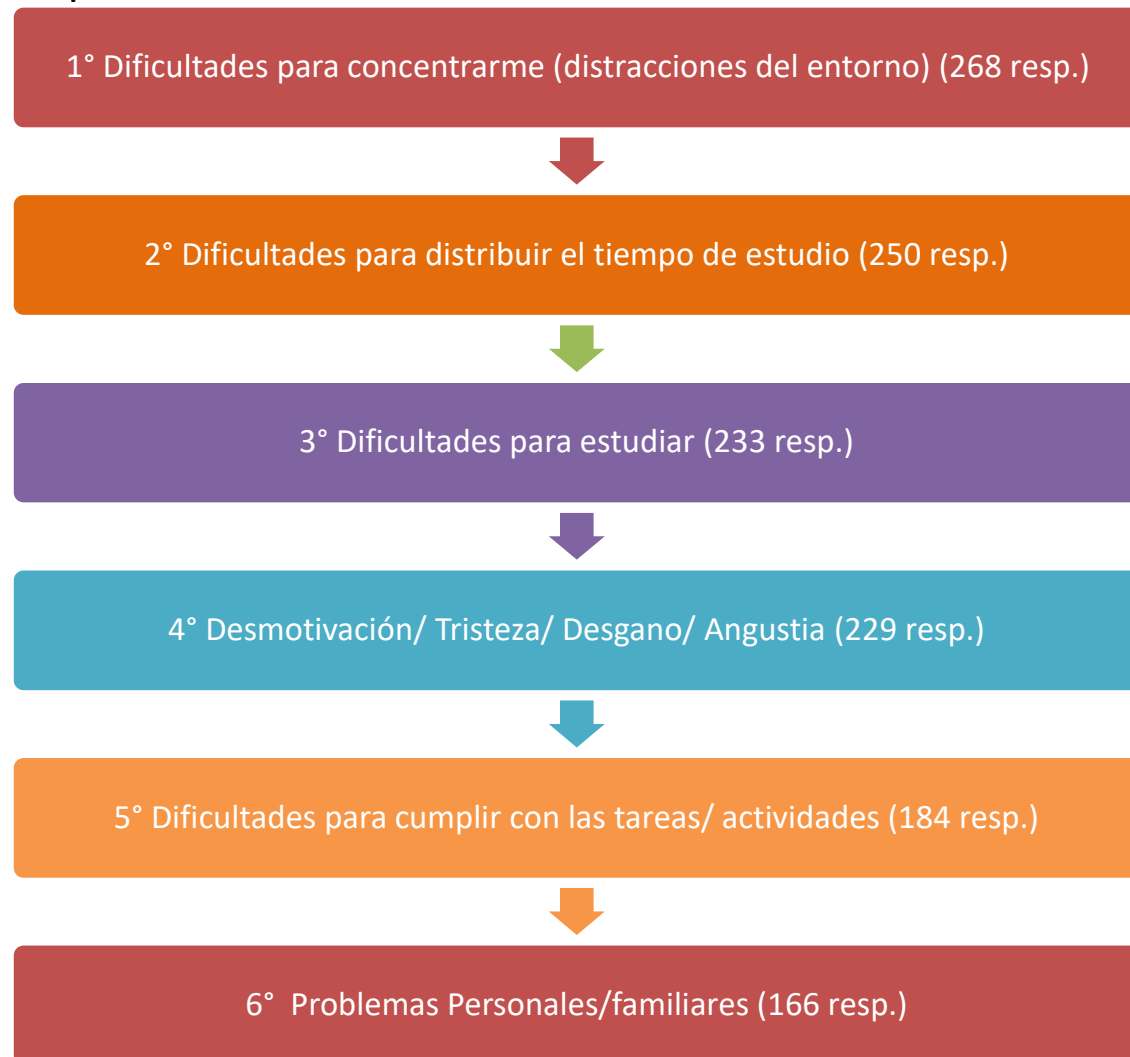 1° Dificultades para concentrarme (distracciones del entorno) (268 resp.)
2° Dificultades para distribuir el tiempo de estudio (250 resp.)
3° Dificultades para estudiar (233 resp.)
4° Desmotivación/ Tristeza/ Desgano/ Angustia (229 resp.)
5° Dificultades para cumplir con las tareas/ actividades (184 resp.)
6° Problemas Personales/familiares (166 resp.)